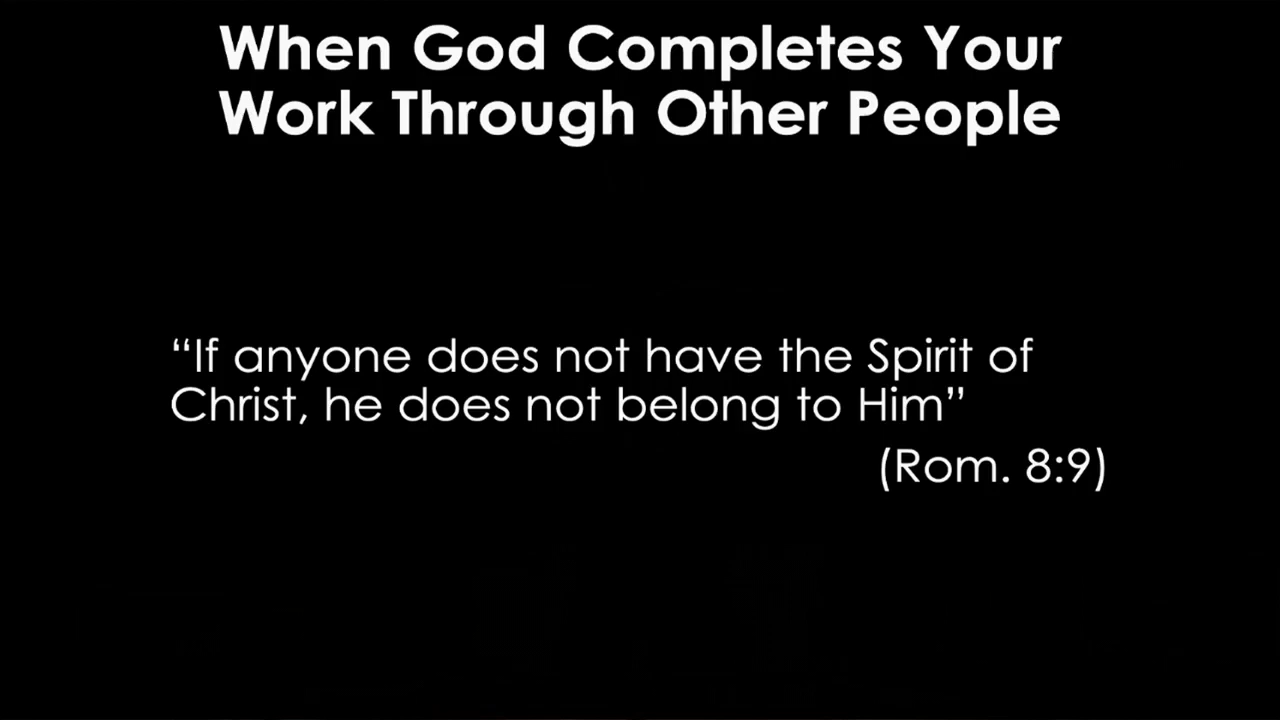 When God Completes Your
Work Through Other People
“If anyone does not have the Spirit of
Christ, he does not belong to Him”
(Rom. 8:9)